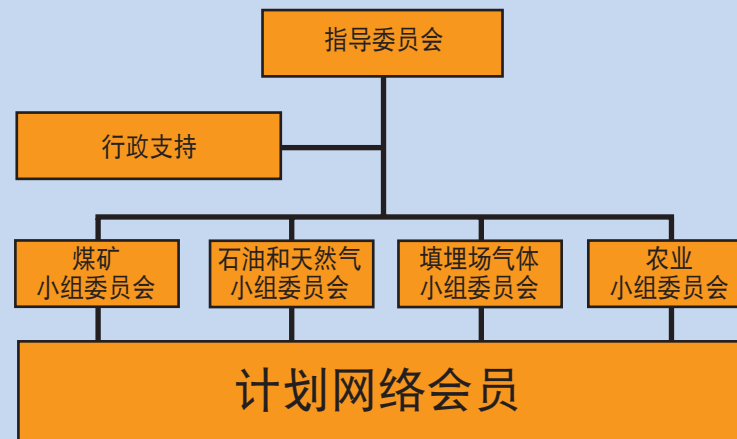 指导委员会
行政支持
煤矿
小组委员会
石油和天然气
小组委员会
填埋场气体
小组委员会
农业
小组委员会
计划网络会员